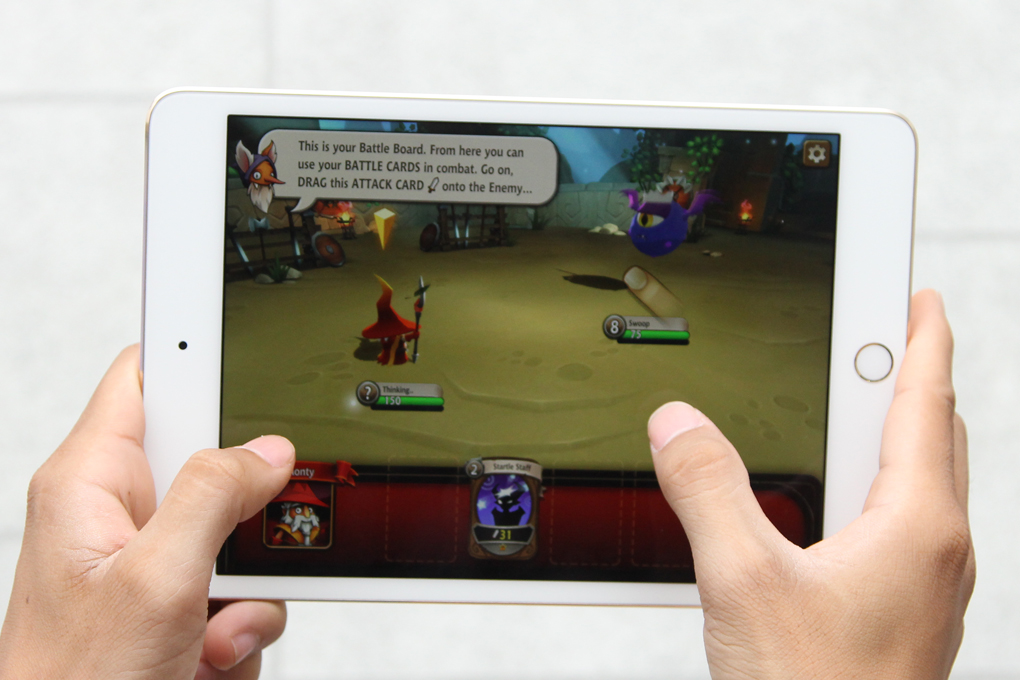 This is your Battle Board. From here you can
use your BATTLE CARDS in combat. Go on,
DRAG this ATTACK CARD onto the Enemy...
8 Swoop
75
? Thinking..
150
onty
2 Startle Staff
31